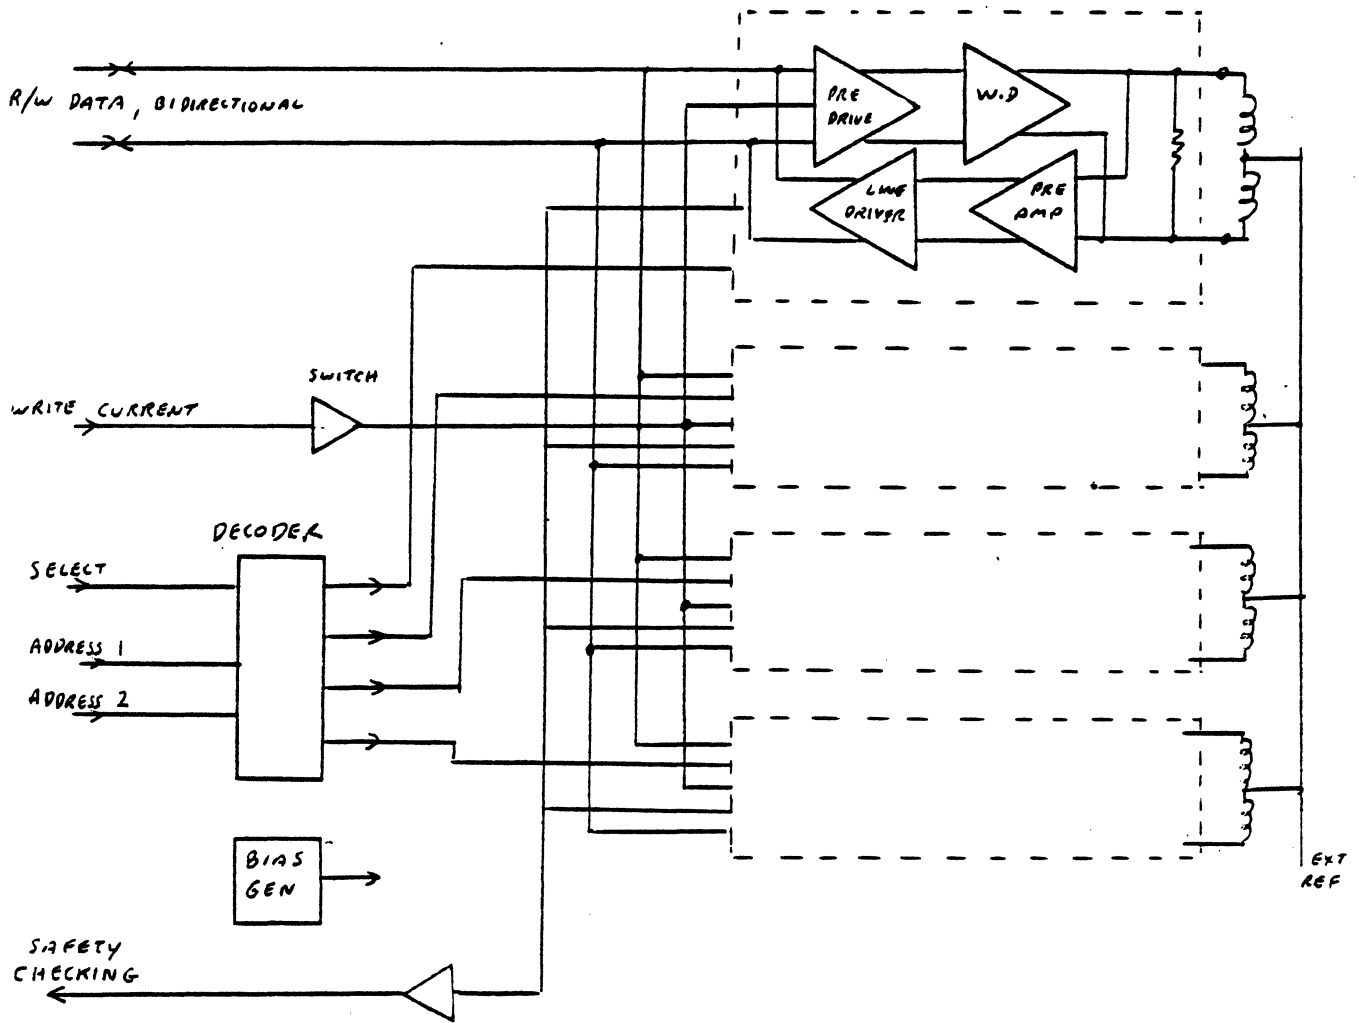 R/W DATA, BIDIRECTIONAL
PRE
DRIVE
W.D
LINE
DRIVER
PRE
AMP
SWITCH
WRITE CURRENT
DECODER
SELECT
ADDRESS 1
ADDRESS 2
BIAS
GEN
EXT
REF
SAFETY
CHECKING